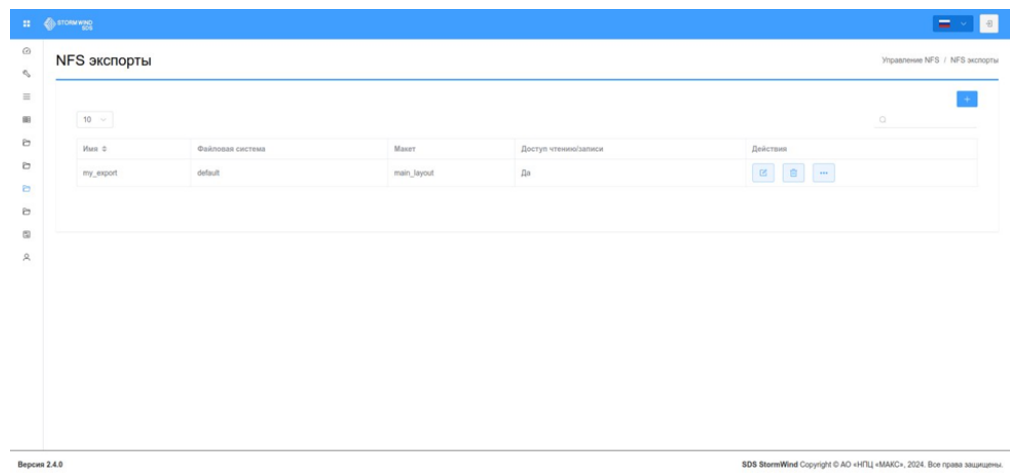 STORMWIND
SDS
NFS экспорты
Управление NFS / NFS экспорты
10
Имя Файловая система Макет Доступ чтению/записи Действия
my_export default main_layout Да
Версия 2.4.0
SDS StormWind Copyright © АО «НПЦ «МАКС», 2024. Все права защищены.